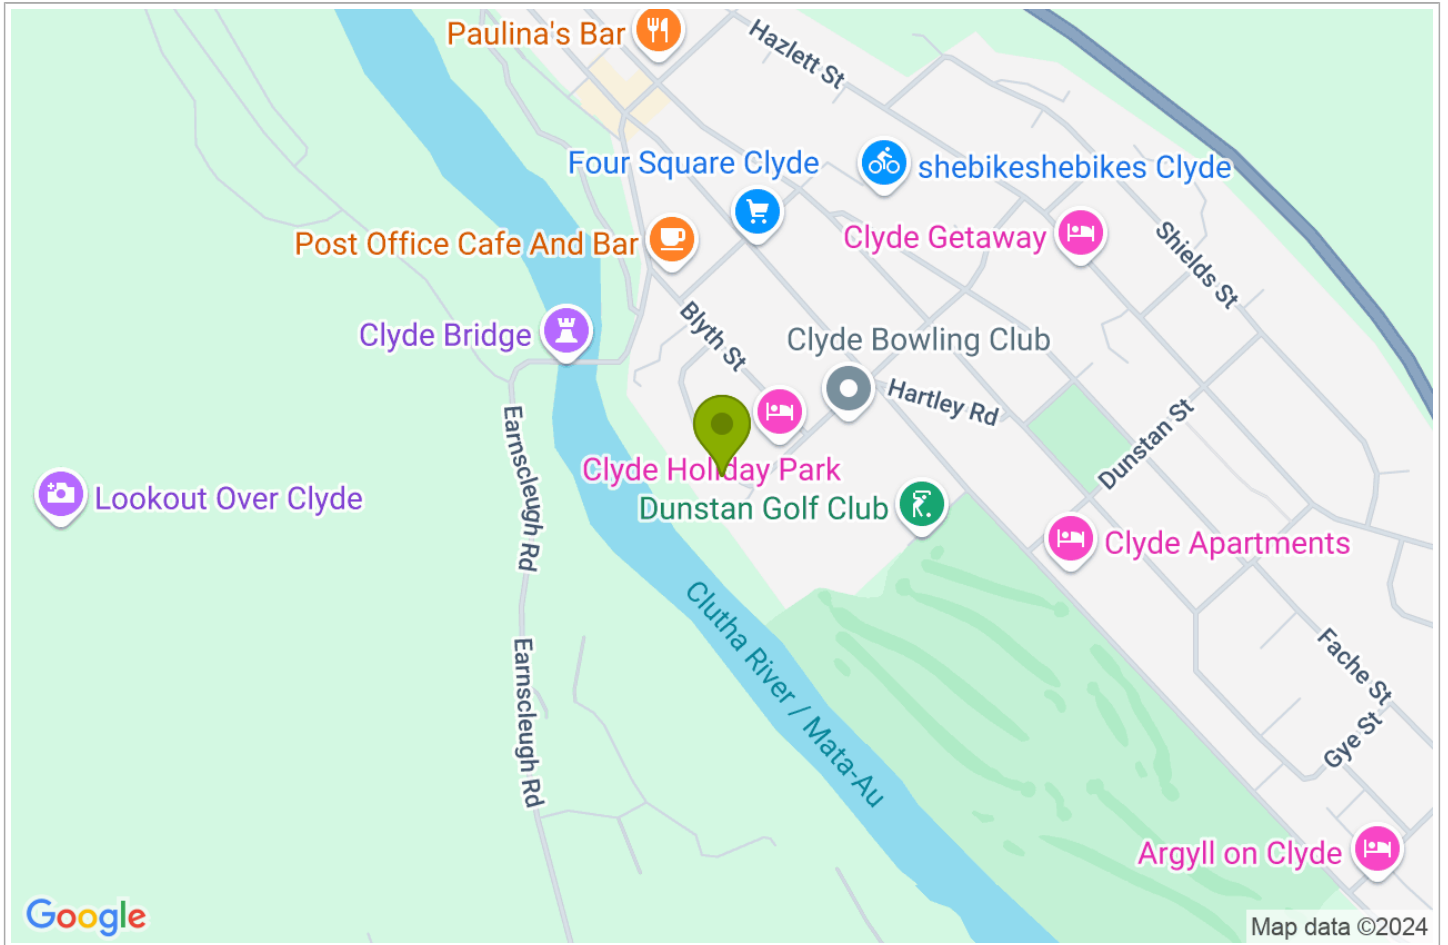 Paulina's Bar
Hazlett St
Four Square Clyde
shebikeshebikes Clyde
Post Office Cafe And Bar
Clyde Getaway
Shields St
Blyth St
Clyde Bridge
Clyde Bowling Club
Hartley Rd
Dunstan St
Earnscleugh Rd
Clyde Holiday Park
Lookout Over Clyde
Dunstan Golf Club
Clyde Apartments
Clutha River / Mata-Au
Earnscleugh Rd
Fache St
Gye St
Argyll on Clyde
Google
Map data ©2024